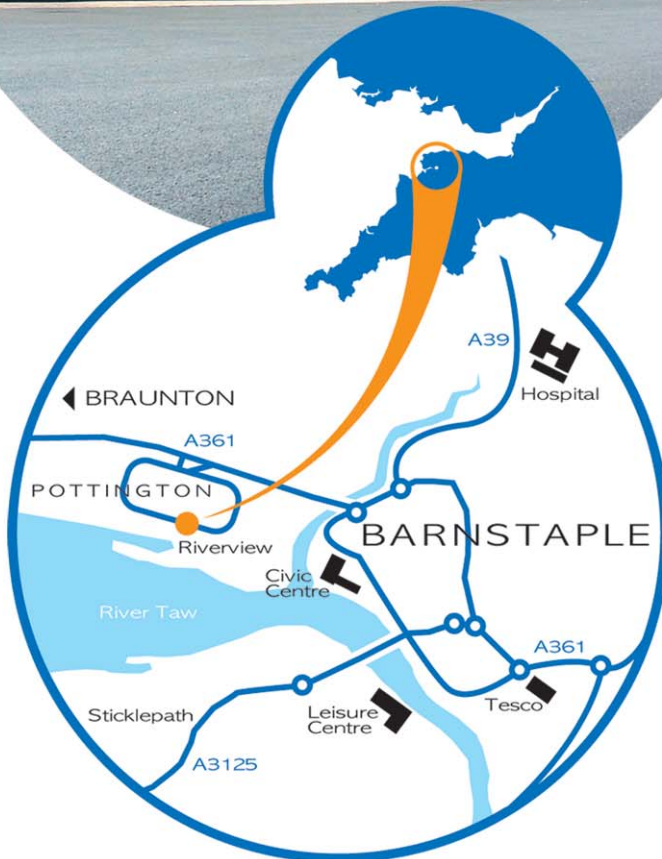 A39
Hospital
BRAUNTON
A361
POTTINGTON
Riverview
BARNSTAPLE
Civic
Centre
River Taw
A361
Tesco
Sticklepath
Leisure
Centre
A3125